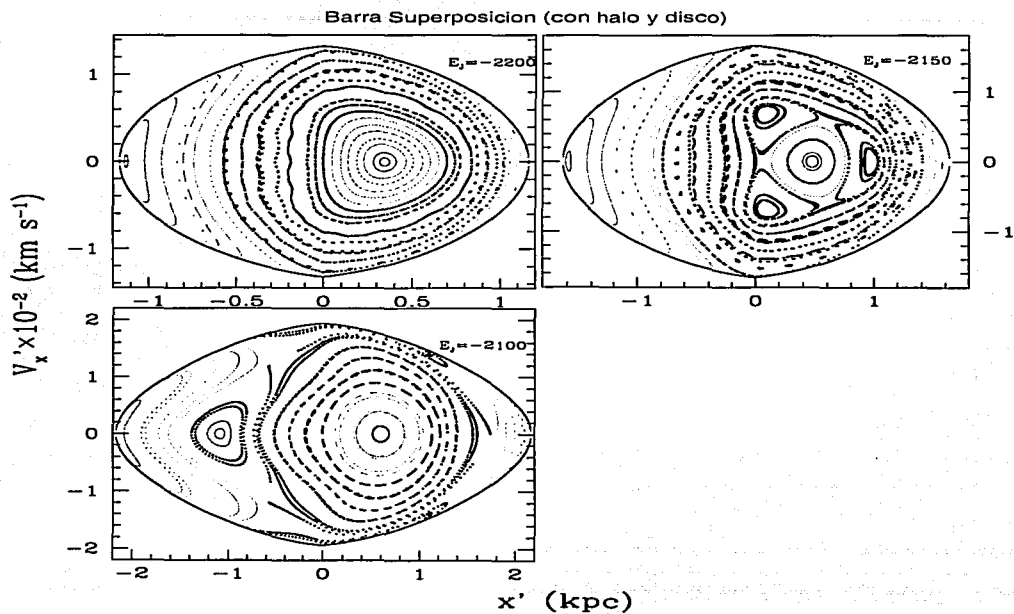 Barra Superposicion (con halo y disco)
E_J=-2200
1
0
-1
-1 -0.5 0 0.5 1
E_J=-2150
1
0
-1
-1 0 1
V_x'x10^-2 (km s^-1)
E_J=-2100
2
1
0
-1
-2
-2 -1 0 1 2
x' (kpc)